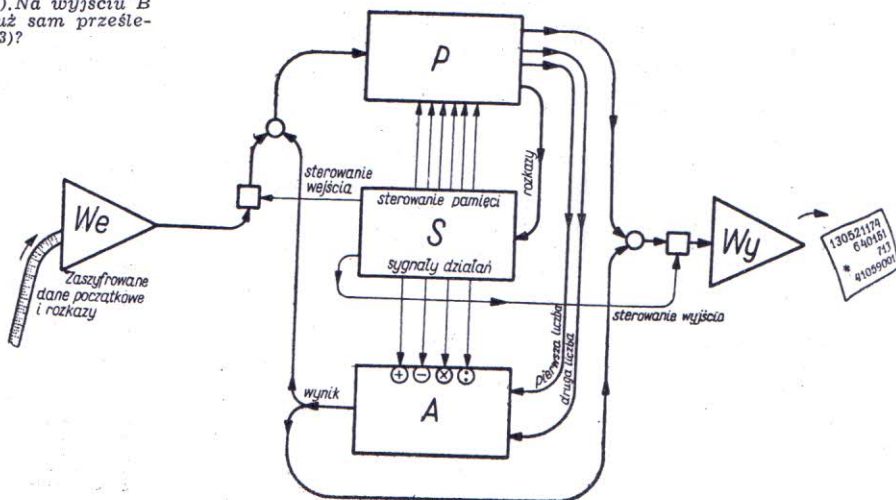 ).Na wyjściu B
uż sam prześle-
3)?
P
rozkazy
sterowanie
wejścia
sterowanie pamięci
S
sygnały działań
We
Zaszyfrowane
dane początkowe
i rozkazy
Wy
130521174
640151
* 713
41059001
sterowanie wyjścia
pierwsza liczba
druga liczba
+ − × :
wynik
A